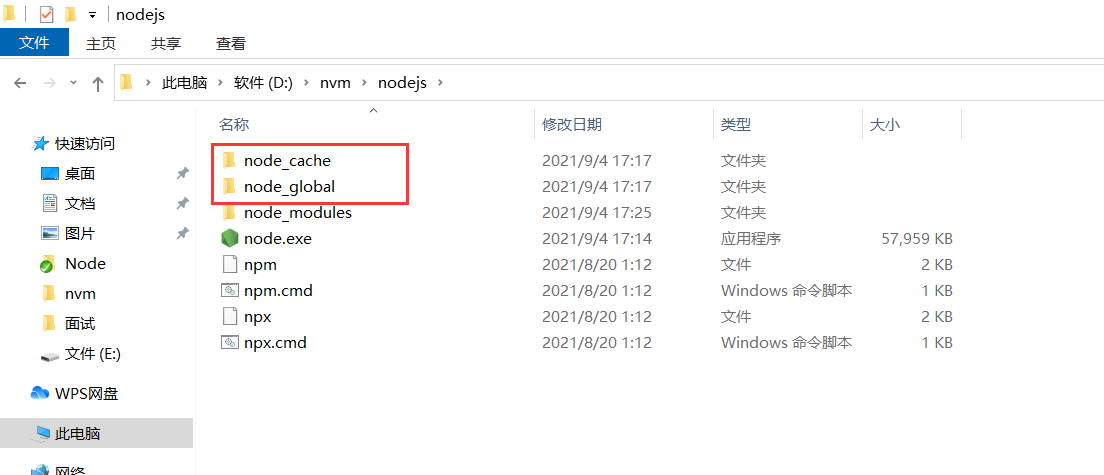 nodejs
文件 主页 共享 查看
此电脑 软件 (D:) nvm nodejs
名称 修改日期 类型 大小
快速访问
桌面
文档
图片
Node
nvm
面试
文件 (E:)
WPS网盘
此电脑
网络
node_cache 2021/9/4 17:17 文件夹
node_global 2021/9/4 17:17 文件夹
node_modules 2021/9/4 17:25 文件夹
node.exe 2021/9/4 17:14 应用程序 57,959 KB
npm 2021/8/20 1:12 文件 2 KB
npm.cmd 2021/8/20 1:12 Windows 命令脚本 1 KB
npx 2021/8/20 1:12 文件 2 KB
npx.cmd 2021/8/20 1:12 Windows 命令脚本 1 KB